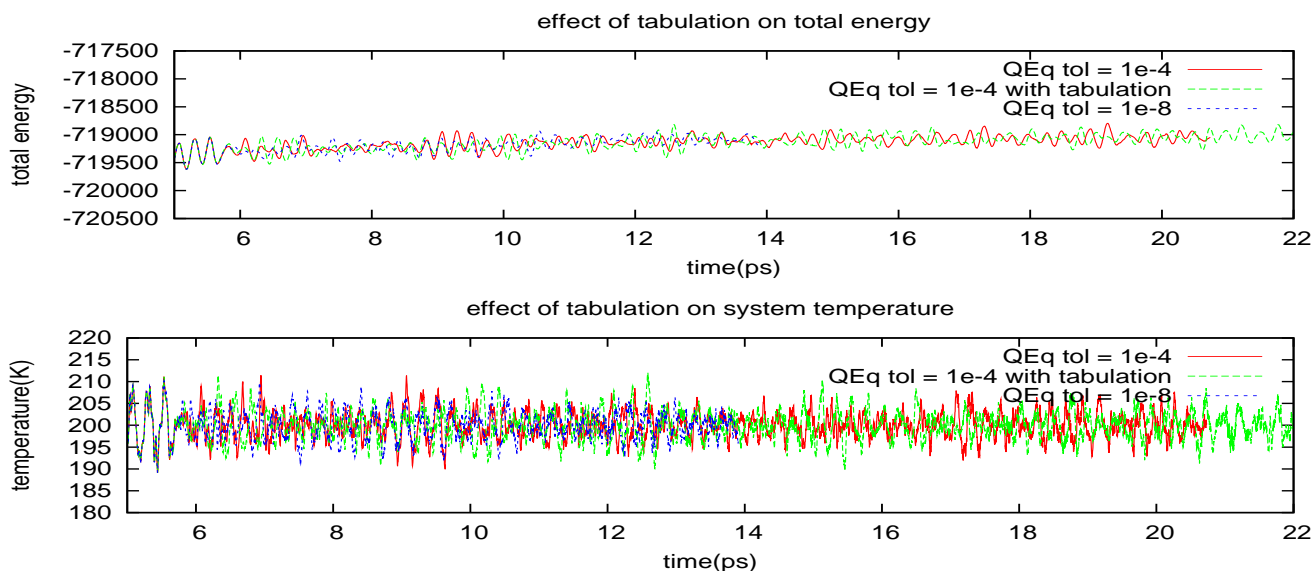 effect of tabulation on total energy
-717500
-718000
-718500
-719000
-719500
-720000
-720500
total energy
QEq tol = 1e-4
QEq tol = 1e-4 with tabulation
QEq tol = 1e-8
6 8 10 12 14 16 18 20 22
time(ps)
effect of tabulation on system temperature
220
215
210
205
200
195
190
185
180
temperature(K)
QEq tol = 1e-4
QEq tol = 1e-4 with tabulation
QEq tol = 1e-8
6 8 10 12 14 16 18 20 22
time(ps)